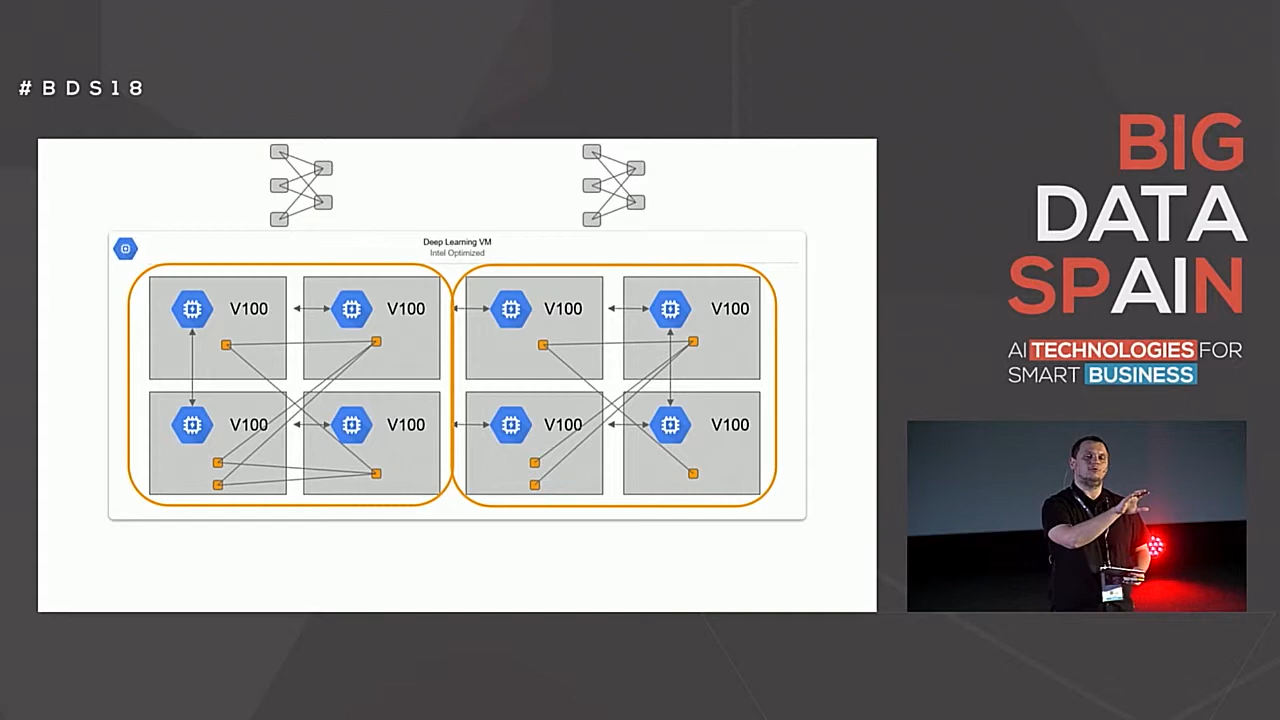 #BDS18
BIG
DATA
SPAIN
AI TECHNOLOGIES FOR
SMART BUSINESS
Deep Learning VM
Intel Optimized
V100 V100 V100 V100
V100 V100 V100 V100